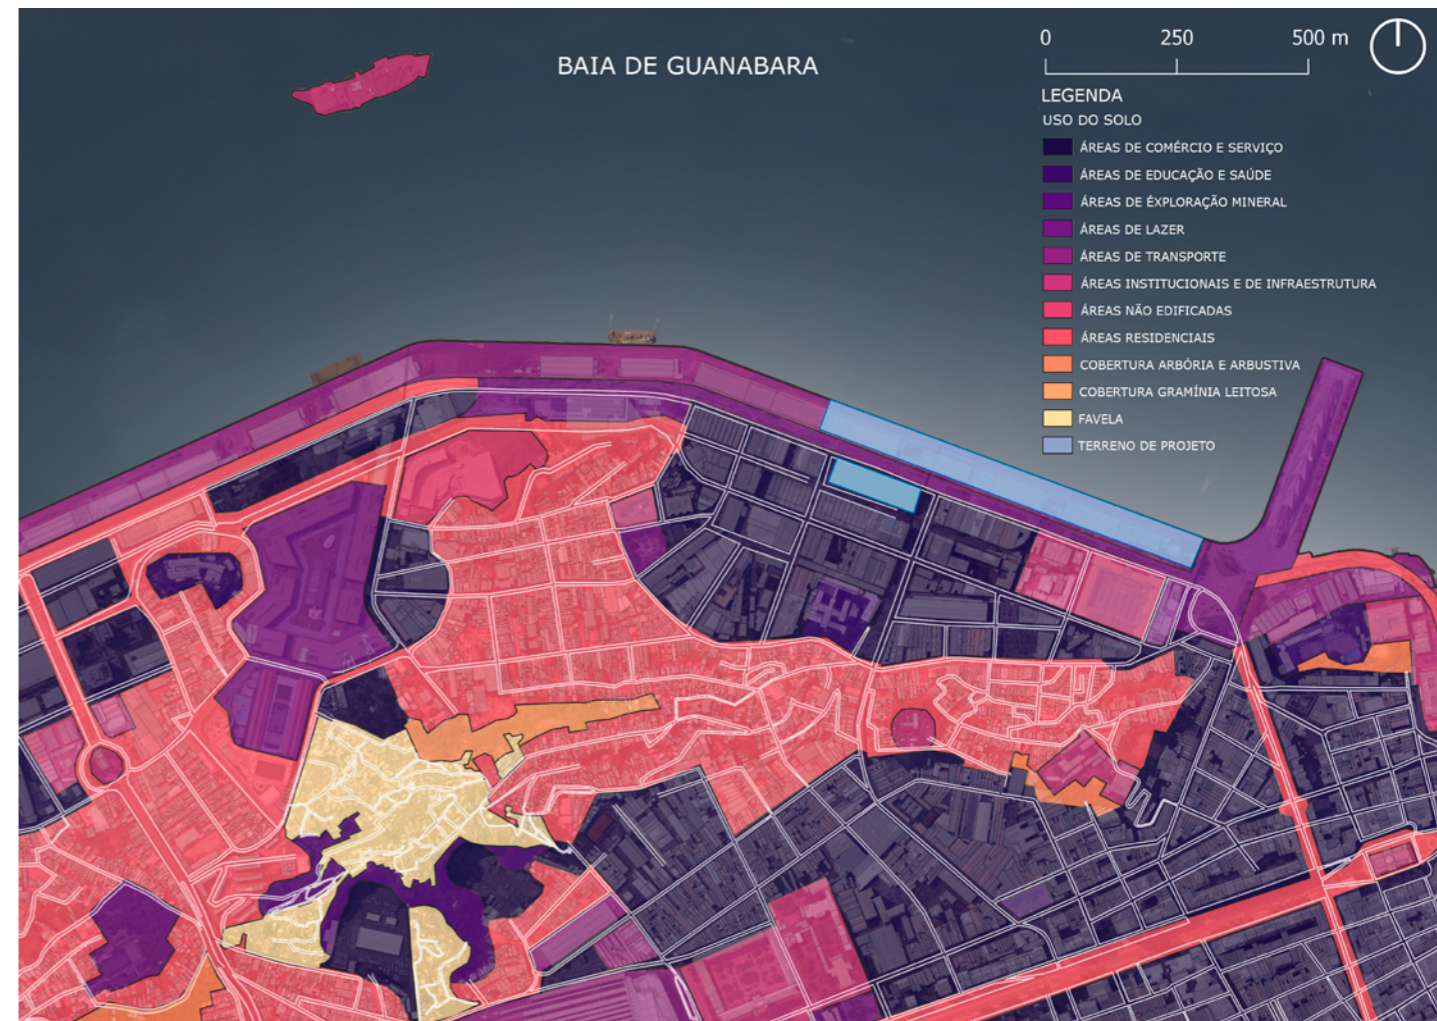 BAIA DE GUANABARA
0 250 500 m
LEGENDA
USO DO SOLO
ÁREAS DE COMÉRCIO E SERVIÇO
ÁREAS DE EDUCAÇÃO E SAÚDE
ÁREAS DE ÉXPLORAÇÃO MINERAL
ÁREAS DE LAZER
ÁREAS DE TRANSPORTE
ÁREAS INSTITUCIONAIS E DE INFRAESTRUTURA
ÁREAS NÃO EDIFICADAS
ÁREAS RESIDENCIAIS
COBERTURA ARBÓRIA E ARBUSTIVA
COBERTURA GRAMÍNIA LEITOSA
FAVELA
TERRENO DE PROJETO